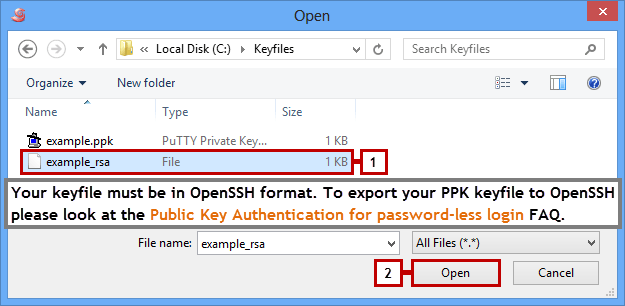 Open
Local Disk (C:) Keyfiles Search Keyfiles
Organize New folder
Name Type Size
example.ppk PuTTY Private Key... 1 KB
example_rsa File 1 KB 1
Your keyfile must be in OpenSSH format. To export your PPK keyfile to OpenSSH
please look at the Public Key Authentication for password-less login FAQ.
File name: example_rsa All Files (*.*)
2 Open Cancel